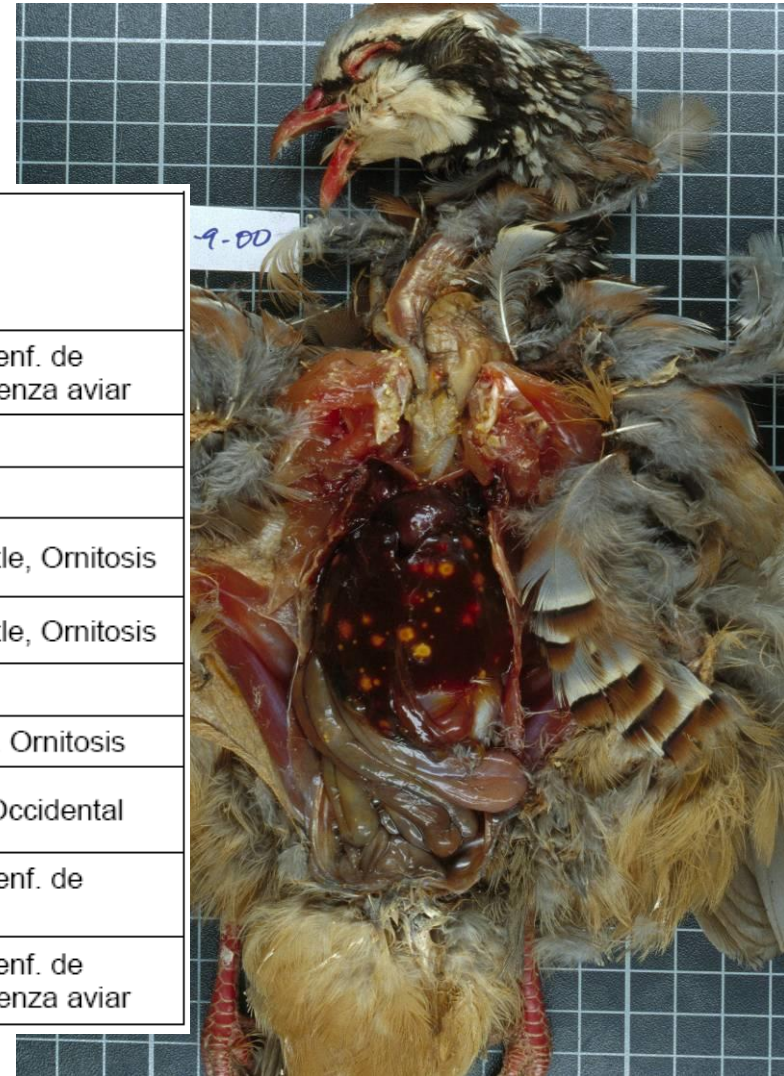 -9-00
enf. de
enza aviar
tle, Ornitosis
tle, Ornitosis
Ornitosis
Occidental
enf. de
enf. de
enza aviar